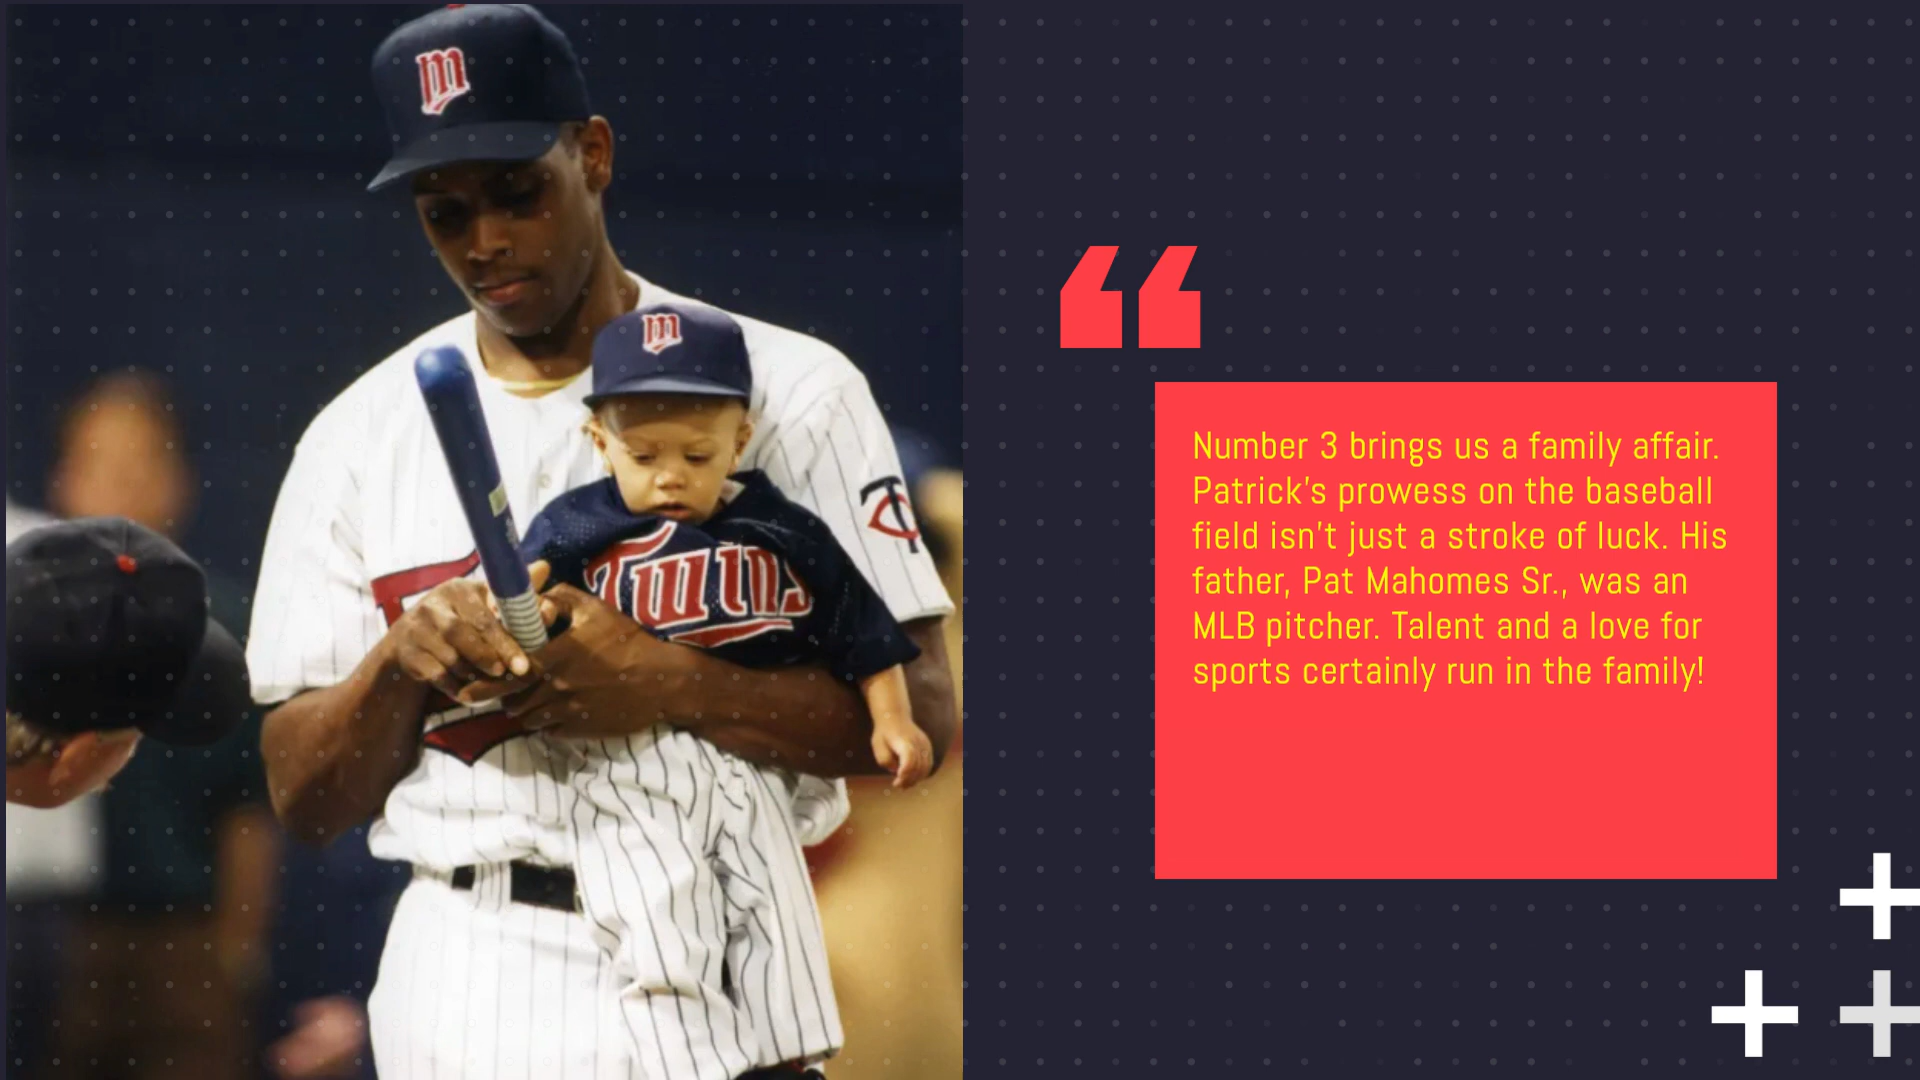 m
m
TC
Twins
“
Number 3 brings us a family affair.
Patrick’s prowess on the baseball
field isn’t just a stroke of luck. His
father, Pat Mahomes Sr., was an
MLB pitcher. Talent and a love for
sports certainly run in the family!